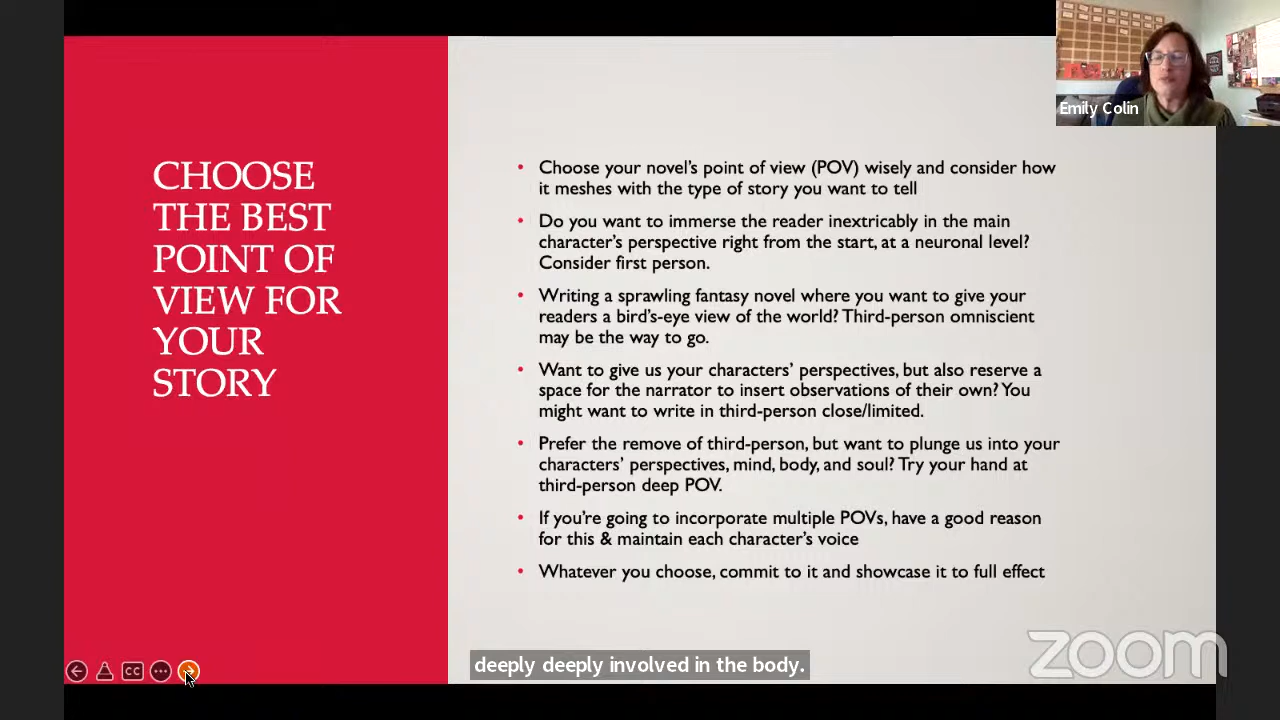 Emily Colin
CHOOSE
THE BEST
POINT OF
VIEW FOR
YOUR
STORY
• Choose your novel's point of view (POV) wisely and consider how
it meshes with the type of story you want to tell
• Do you want to immerse the reader inextricably in the main
character's perspective right from the start, at a neuronal level?
Consider first person.
• Writing a sprawling fantasy novel where you want to give your
readers a bird's-eye view of the world? Third-person omniscient
may be the way to go.
• Want to give us your characters' perspectives, but also reserve a
space for the narrator to insert observations of their own? You
might want to write in third-person close/limited.
• Prefer the remove of third-person, but want to plunge us into your
characters' perspectives, mind, body, and soul? Try your hand at
third-person deep POV.
• If you're going to incorporate multiple POVs, have a good reason
for this & maintain each character's voice
• Whatever you choose, commit to it and showcase it to full effect
CC
deeply deeply involved in the body.
zoom